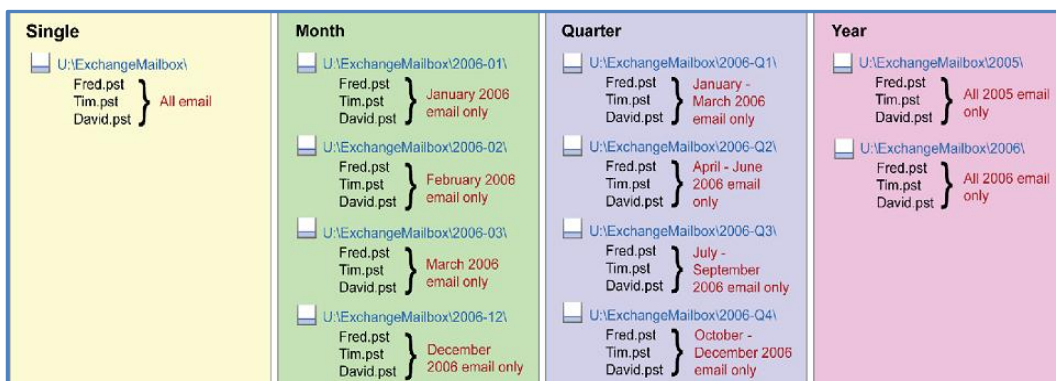 Single
U:\ExchangeMailbox\
Fred.pst
Tim.pst
David.pst
All email
Month
U:\ExchangeMailbox\2006-01\
Fred.pst
Tim.pst
David.pst
January 2006
email only
U:\ExchangeMailbox\2006-02\
Fred.pst
Tim.pst
David.pst
February 2006
email only
U:\ExchangeMailbox\2006-03\
Fred.pst
Tim.pst
David.pst
March 2006
email only
U:\ExchangeMailbox\2006-12\
Fred.pst
Tim.pst
David.pst
December
2006 email only
Quarter
U:\ExchangeMailbox\2006-Q1\
Fred.pst
Tim.pst
David.pst
January -
March 2006
email only
U:\ExchangeMailbox\2006-Q2\
Fred.pst
Tim.pst
David.pst
April - June
2006 email
only
U:\ExchangeMailbox\2006-Q3\
Fred.pst
Tim.pst
David.pst
July -
September
2006 email only
U:\ExchangeMailbox\2006-Q4\
Fred.pst
Tim.pst
David.pst
October -
December 2006
email only
Year
U:\ExchangeMailbox\2005\
Fred.pst
Tim.pst
David.pst
All 2005 email
only
U:\ExchangeMailbox\2006\
Fred.pst
Tim.pst
David.pst
All 2006 email
only